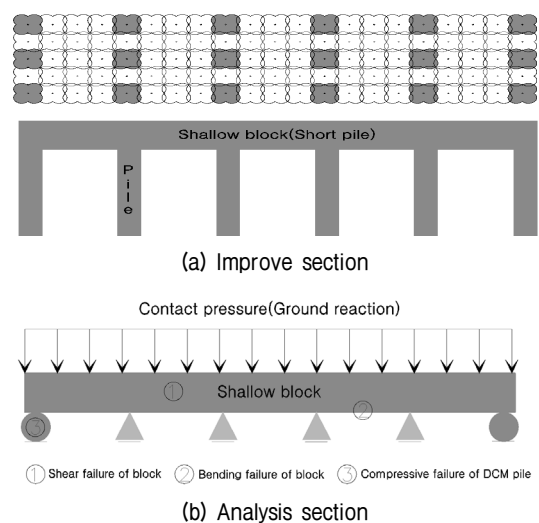 Shallow block(Short pile)
Pile
(a) Improve section
Contact pressure(Ground reaction)
① Shallow block
②
③
① Shear failure of block ② Bending failure of block ③ Compressive failure of DCM pile
(b) Analysis section